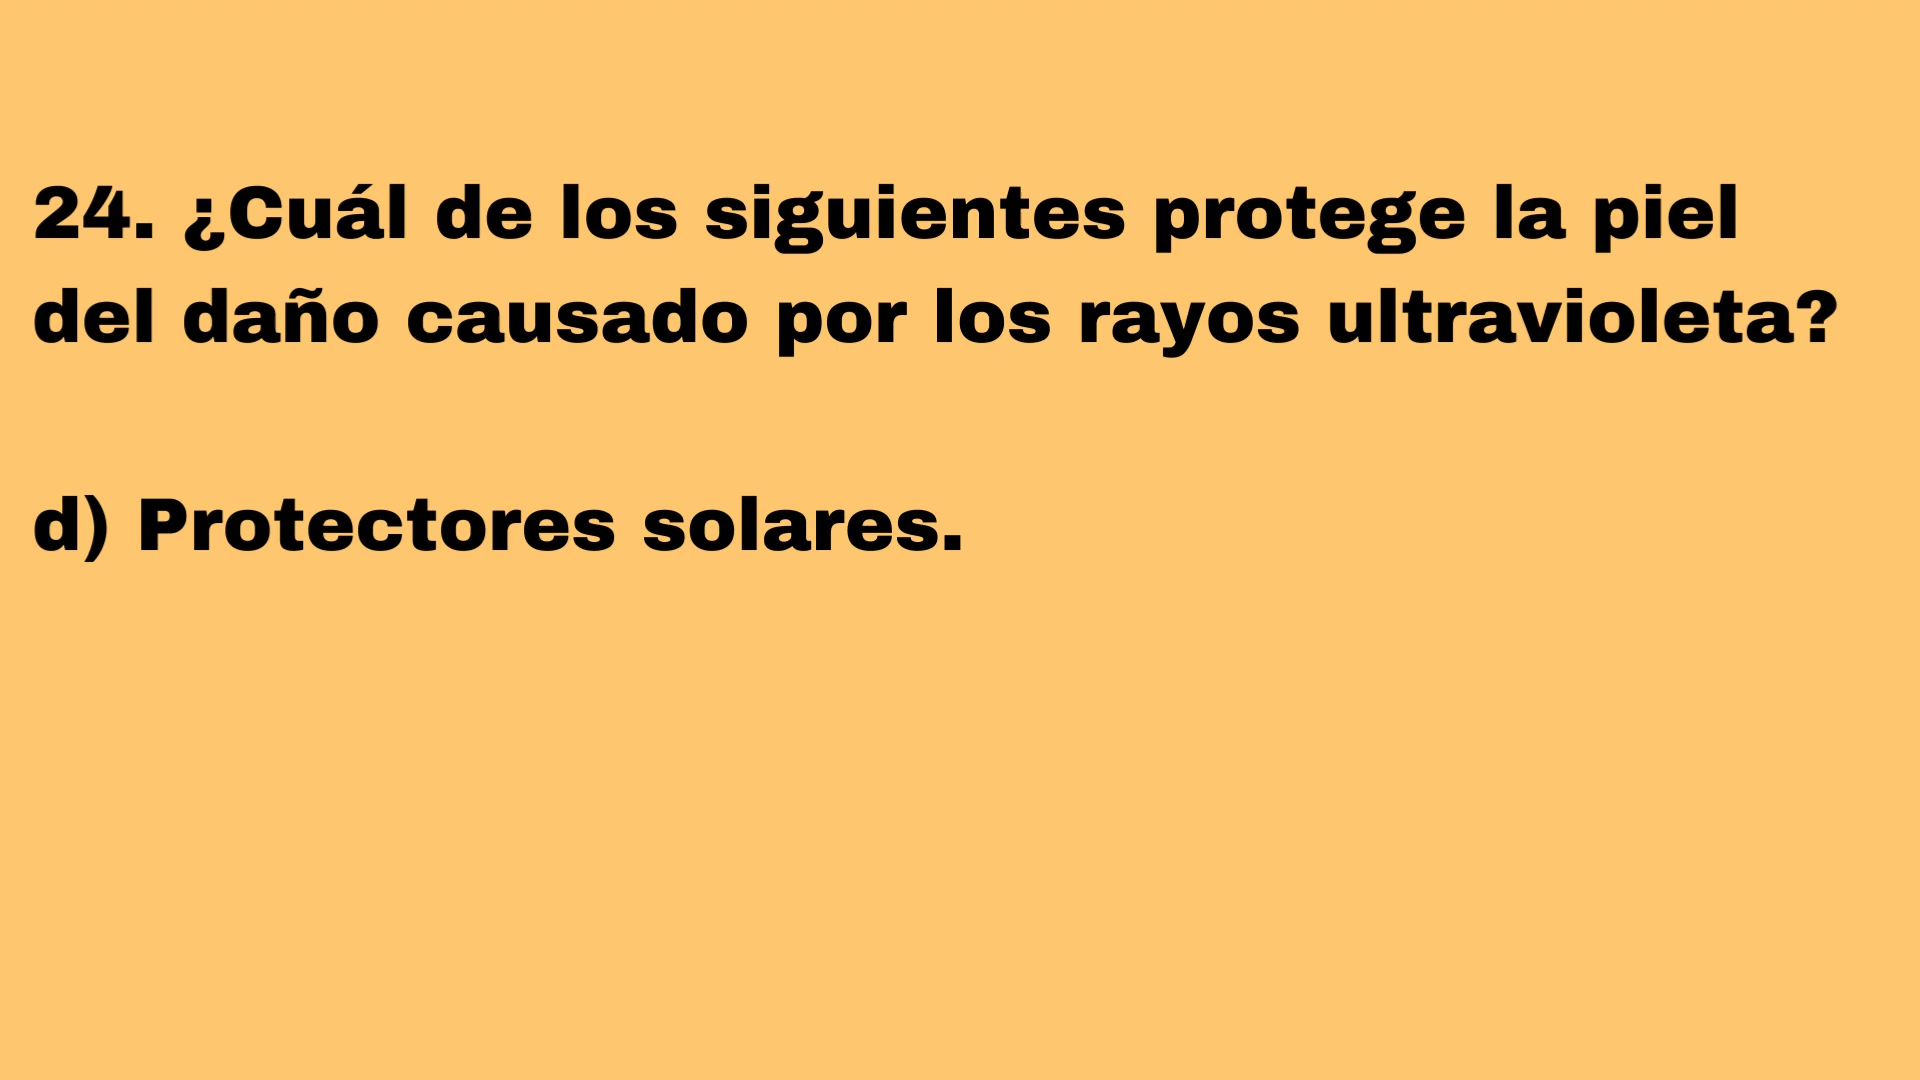 24. ¿Cuál de los siguientes protege la piel
del daño causado por los rayos ultravioleta?
d) Protectores solares.